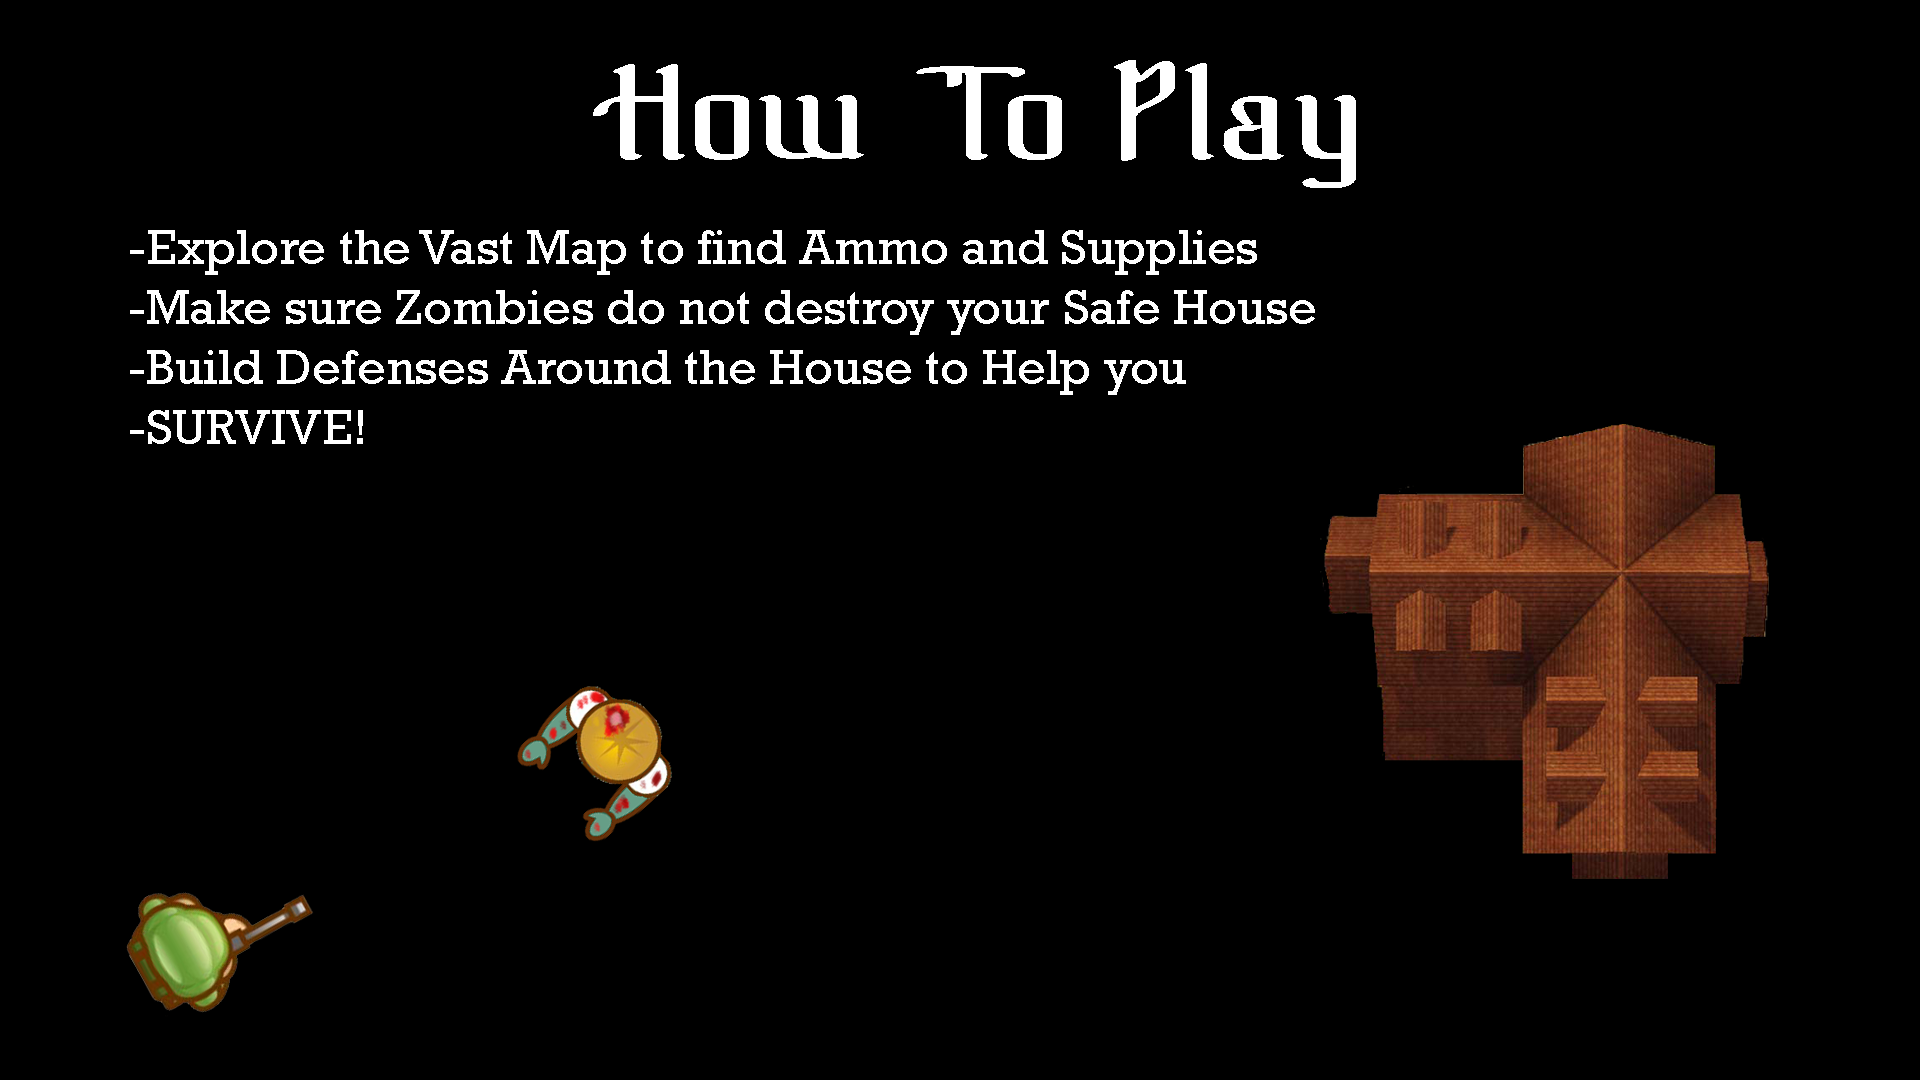 How To Play
-Explore the Vast Map to find Ammo and Supplies
-Make sure Zombies do not destroy your Safe House
-Build Defenses Around the House to Help you
-SURVIVE!